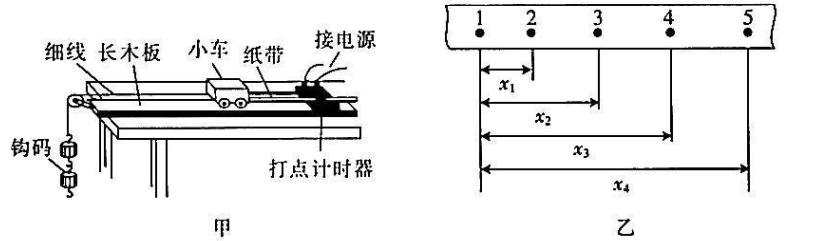 细线 长木板 小车 纸带 接电源
钩码
打点计时器
甲
1 2 3 4 5
x₁
x₂
x₃
x₄
乙